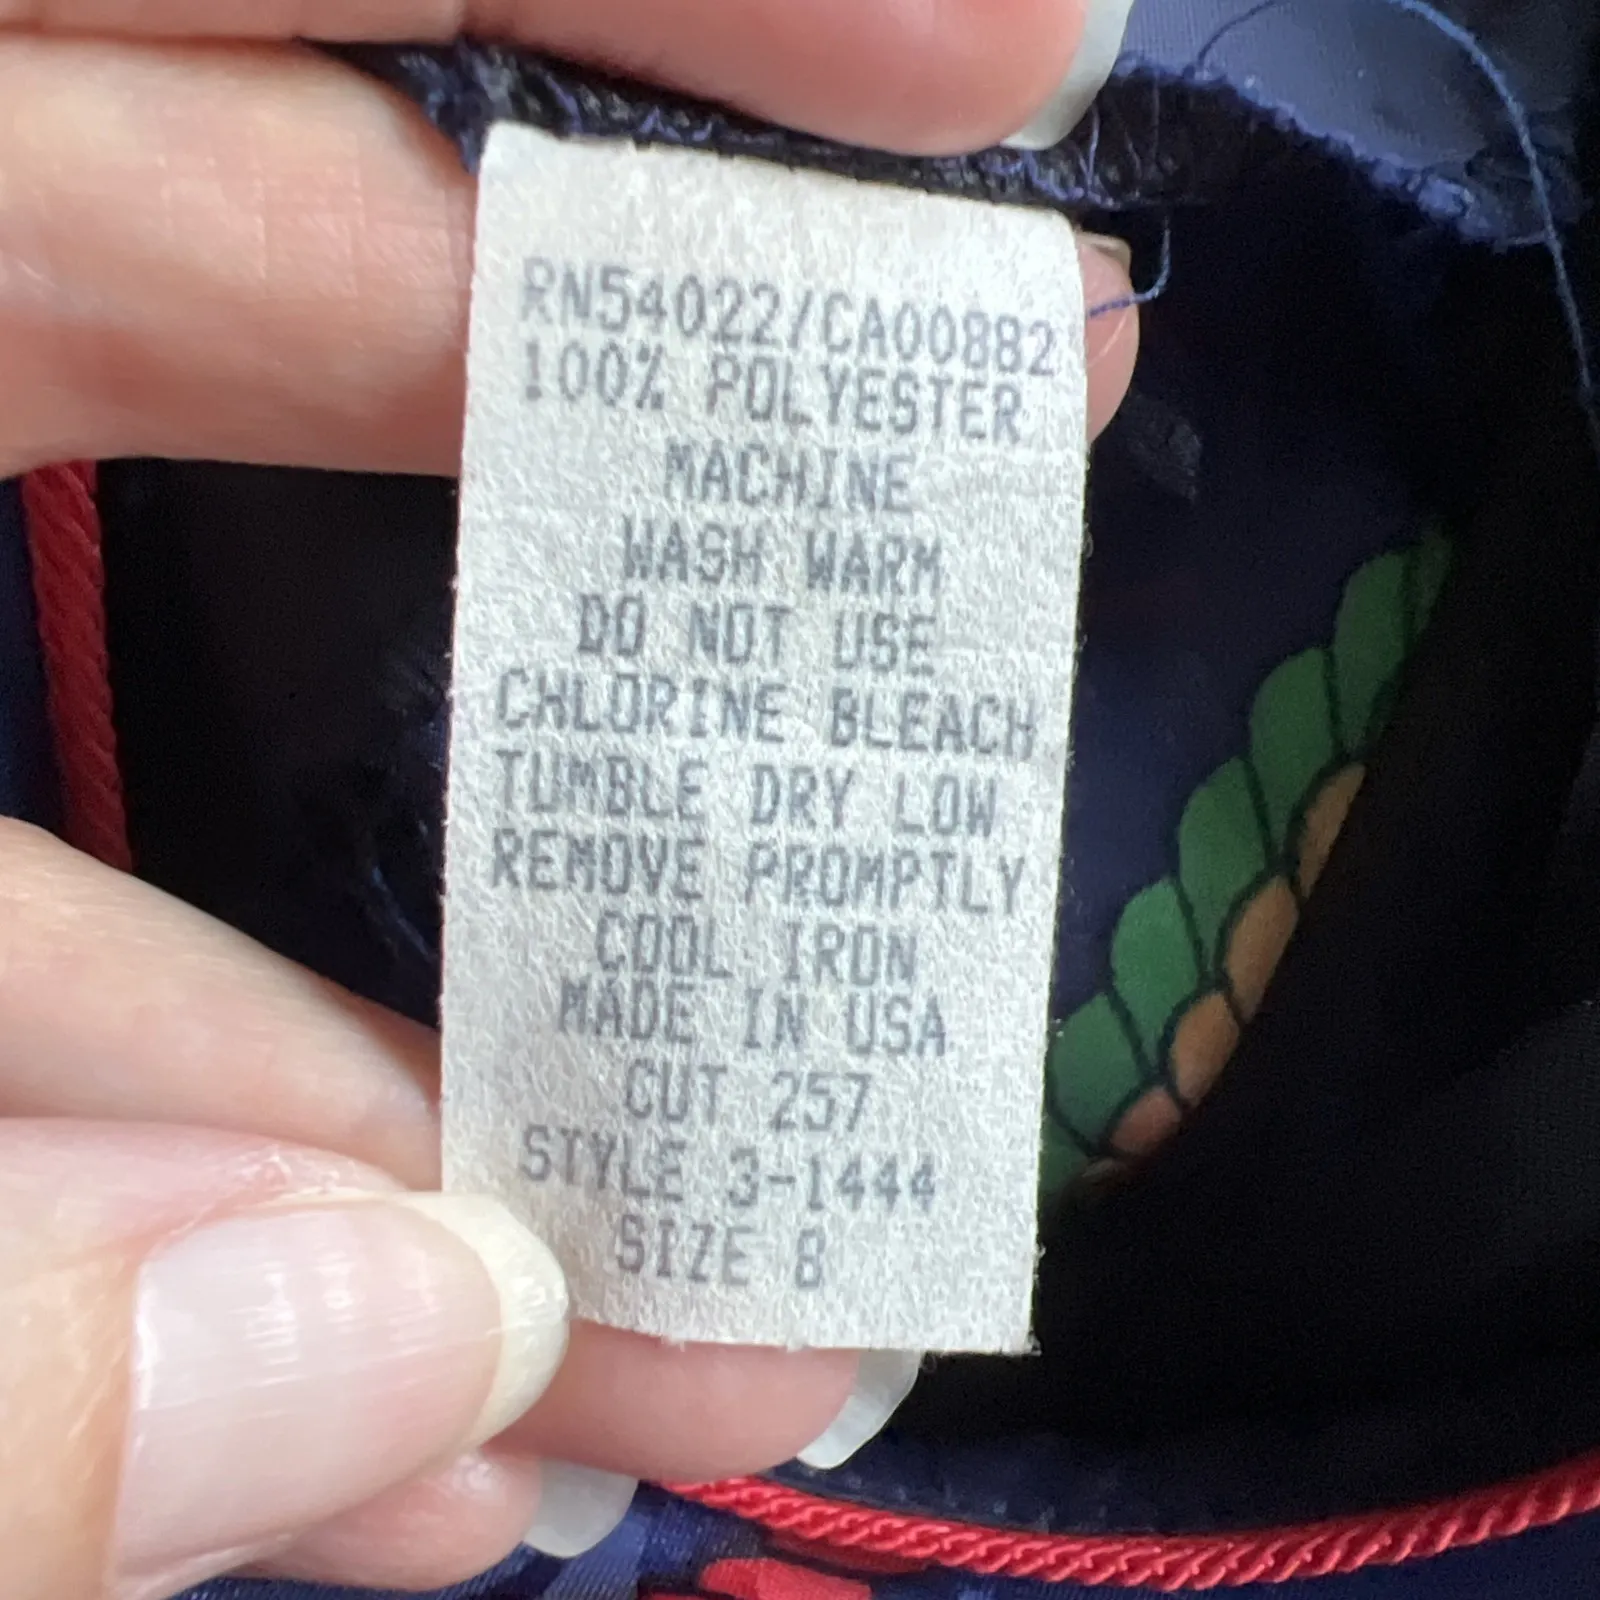 RN54022/CA00882
100% POLYESTER
MACHINE
WASH WARM
DO NOT USE
CHLORINE BLEACH
TUMBLE DRY LOW
REMOVE PROMPTLY
COOL IRON
MADE IN USA
CUT 257
STYLE 3-1444
SIZE 8